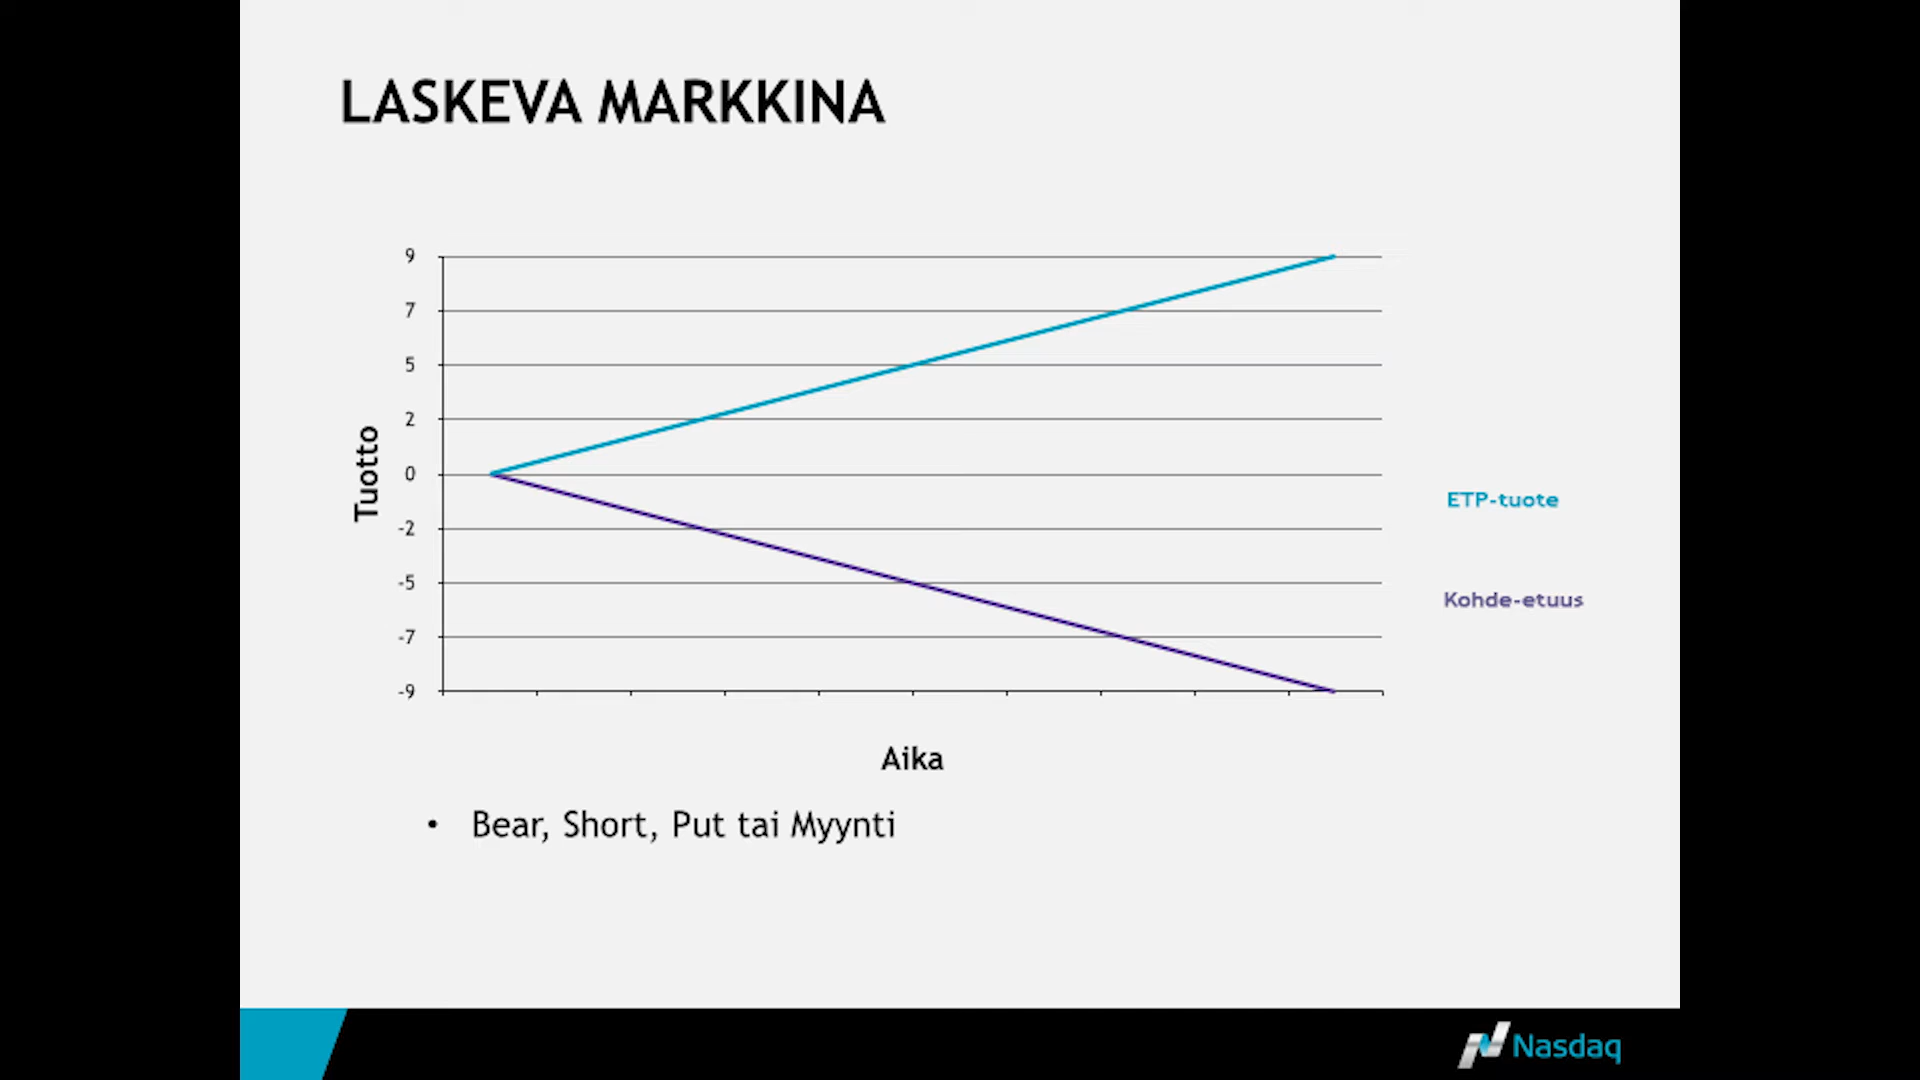 LASKEVA MARKKINA
9
7
5
2
0
-2
-5
-7
-9
Tuotto
ETP-tuote
Kohde-etuus
Aika
• Bear, Short, Put tai Myynti
Nasdaq